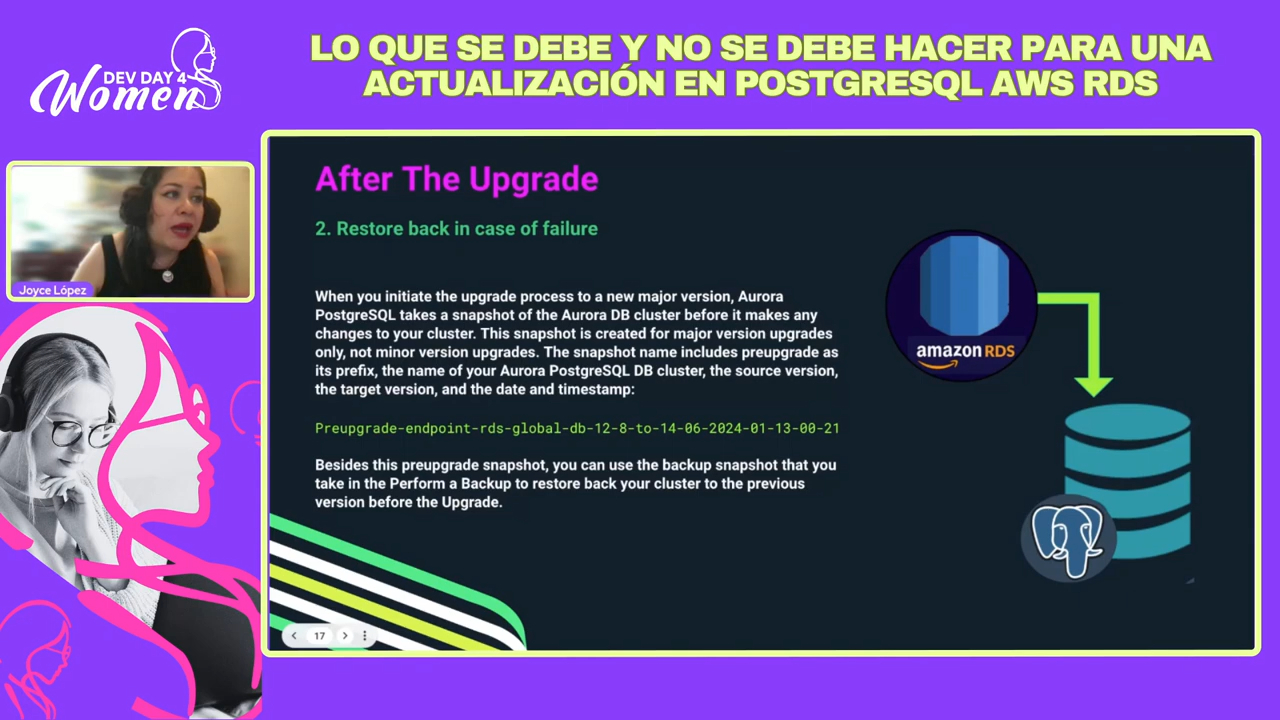 DEV DAY 4
Women
LO QUE SE DEBE Y NO SE DEBE HACER PARA UNA
ACTUALIZACIÓN EN POSTGRESQL AWS RDS
Joyce López
After The Upgrade
2. Restore back in case of failure
When you initiate the upgrade process to a new major version, Aurora
PostgreSQL takes a snapshot of the Aurora DB cluster before it makes any
changes to your cluster. This snapshot is created for major version upgrades
only, not minor version upgrades. The snapshot name includes preupgrade as
its prefix, the name of your Aurora PostgreSQL DB cluster, the source version,
the target version, and the date and timestamp:
Preupgrade-endpoint-rds-global-db-12-8-to-14-06-2024-01-13-00-21
Besides this preupgrade snapshot, you can use the backup snapshot that you
take in the Perform a Backup to restore back your cluster to the previous
version before the Upgrade.
amazon RDS
17